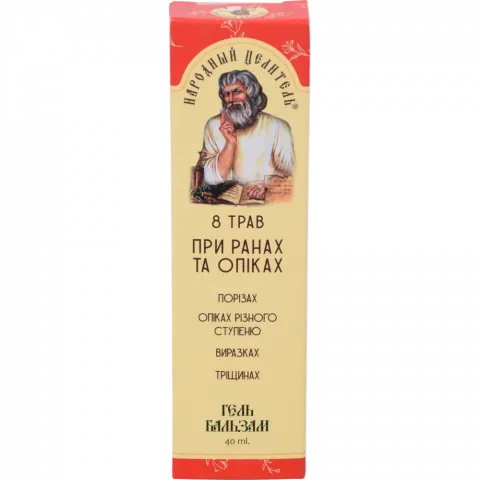 НАРОДНЫЙ ЦЕЛИТЕЛЬ®
8 ТРАВ
ПРИ РАНАХ
ТА ОПІКАХ
ПОРІЗАХ
ОПІКАХ РІЗНОГО
СТУПЕНЮ
ВИРАЗКАХ
ТРІЩИНАХ
ГЕЛЬ
БАЛЬЗАМ
40 ml.